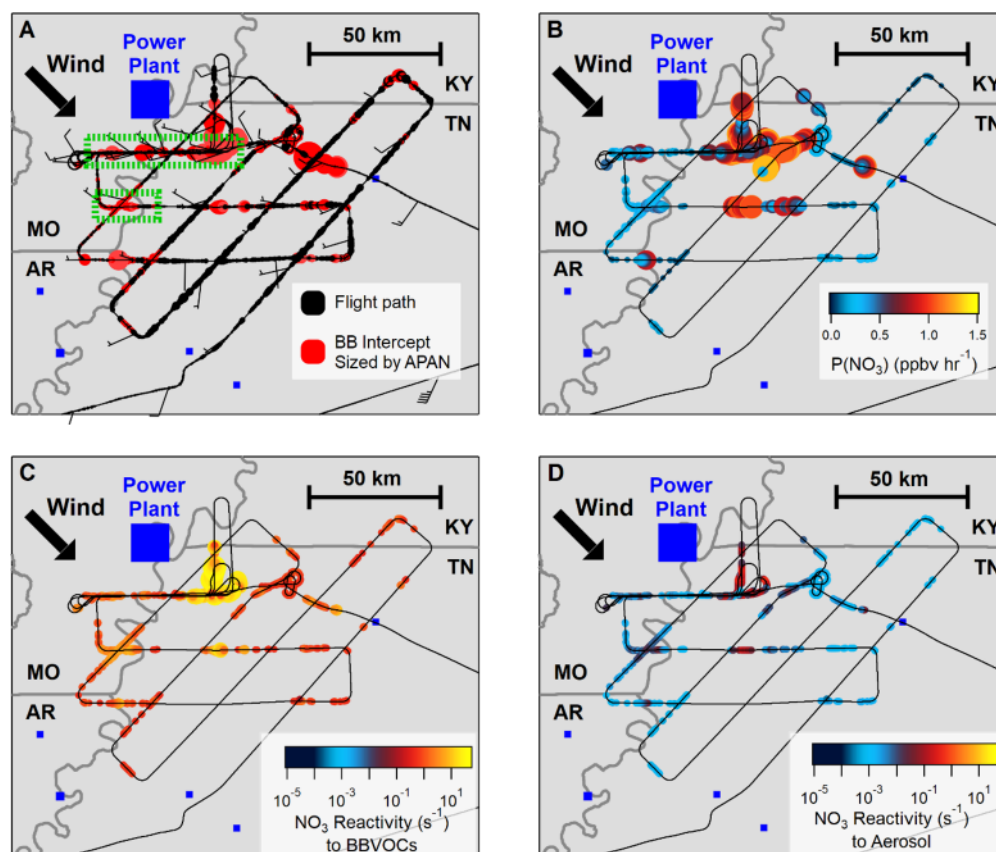 A
Power
Plant
50 km
Wind
KY
TN
MO
AR
Flight path
BB Intercept
Sized by APAN
B
Power
Plant
50 km
Wind
KY
TN
MO
AR
0.0 0.5 1.0 1.5
P(NO₃) (ppbv hr⁻¹)
C
Power
Plant
50 km
Wind
KY
TN
MO
AR
10⁻⁵ 10⁻³ 10⁻¹ 10¹
NO₃ Reactivity (s⁻¹)
to BBVOCs
D
Power
Plant
50 km
Wind
KY
TN
MO
AR
10⁻⁵ 10⁻³ 10⁻¹ 10¹
NO₃ Reactivity (s⁻¹)
to Aerosol